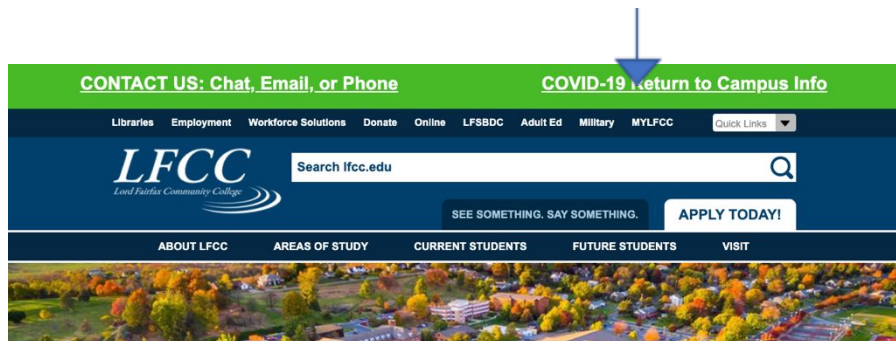 CONTACT US: Chat, Email, or Phone COVID-19 Return to Campus Info
Libraries Employment Workforce Solutions Donate Online LFSBDC Adult Ed Military MYLFCC Quick Links
LFCC
Lord Fairfax Community College
Search lfcc.edu
SEE SOMETHING. SAY SOMETHING. APPLY TODAY!
ABOUT LFCC AREAS OF STUDY CURRENT STUDENTS FUTURE STUDENTS VISIT